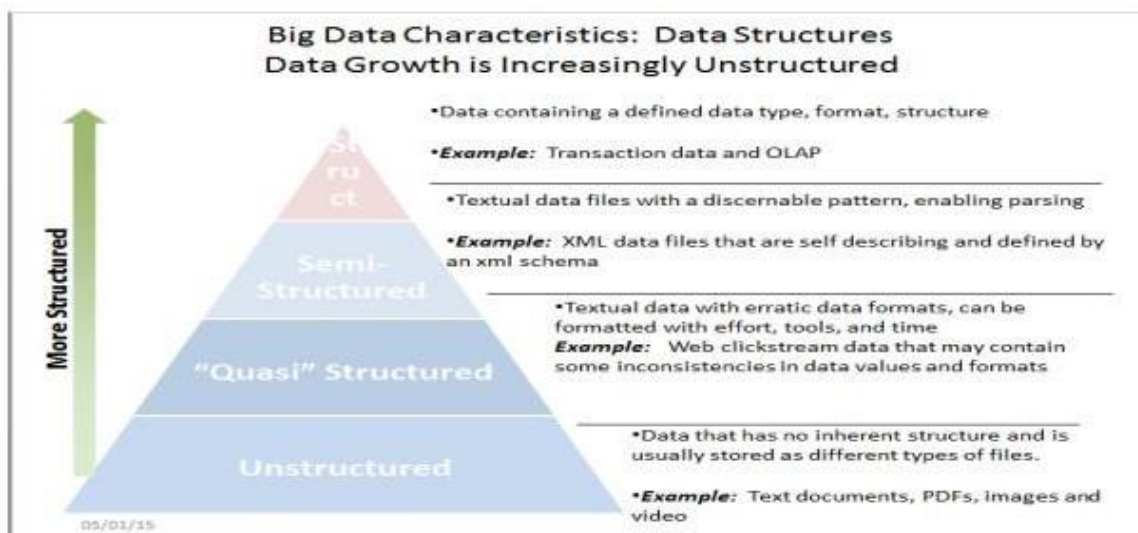 Big Data Characteristics: Data Structures
Data Growth is Increasingly Unstructured
•Data containing a defined data type, format, structure
•Example: Transaction data and OLAP
St
ru
ct
•Textual data files with a discernable pattern, enabling parsing
•Example: XML data files that are self describing and defined by
an xml schema
Semi-
Structured
•Textual data with erratic data formats, can be
formatted with effort, tools, and time
Example: Web clickstream data that may contain
some inconsistencies in data values and formats
"Quasi" Structured
•Data that has no inherent structure and is
usually stored as different types of files.
•Example: Text documents, PDFs, images and
video
Unstructured
More Structured
05/01/15